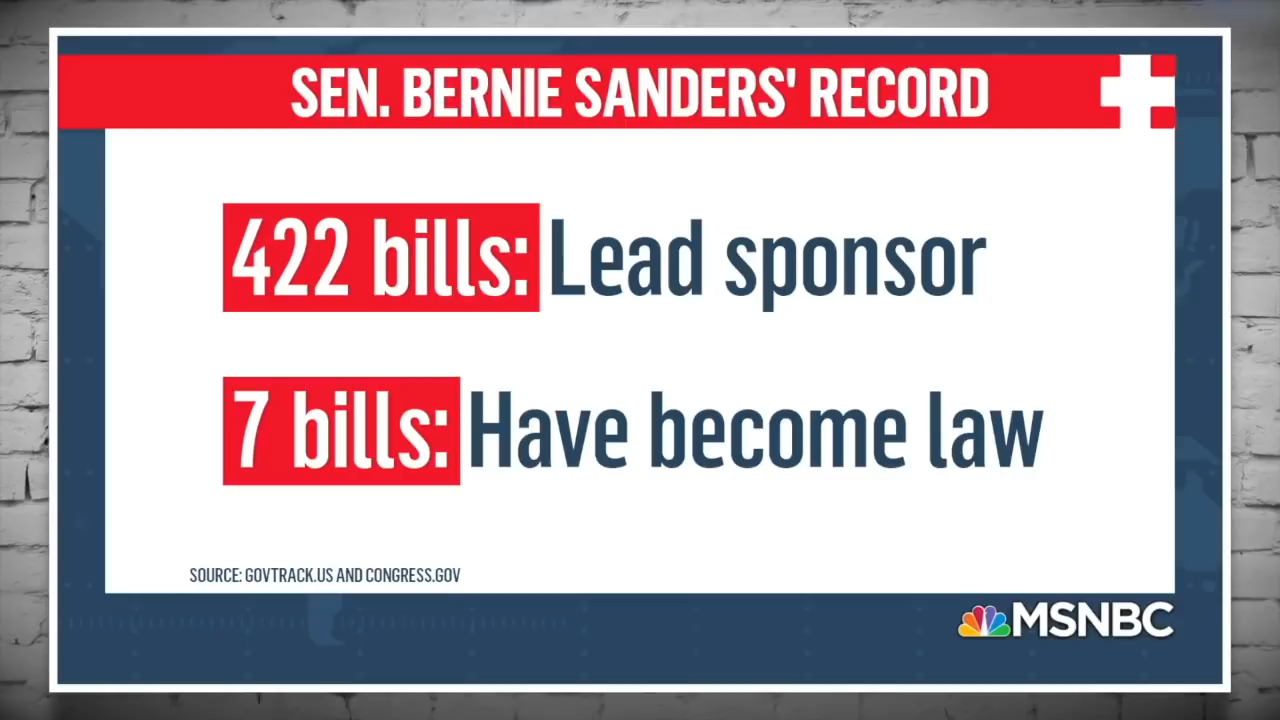 SEN. BERNIE SANDERS' RECORD
422 bills: Lead sponsor
7 bills: Have become law
SOURCE: GOVTRACK.US AND CONGRESS.GOV
MSNBC